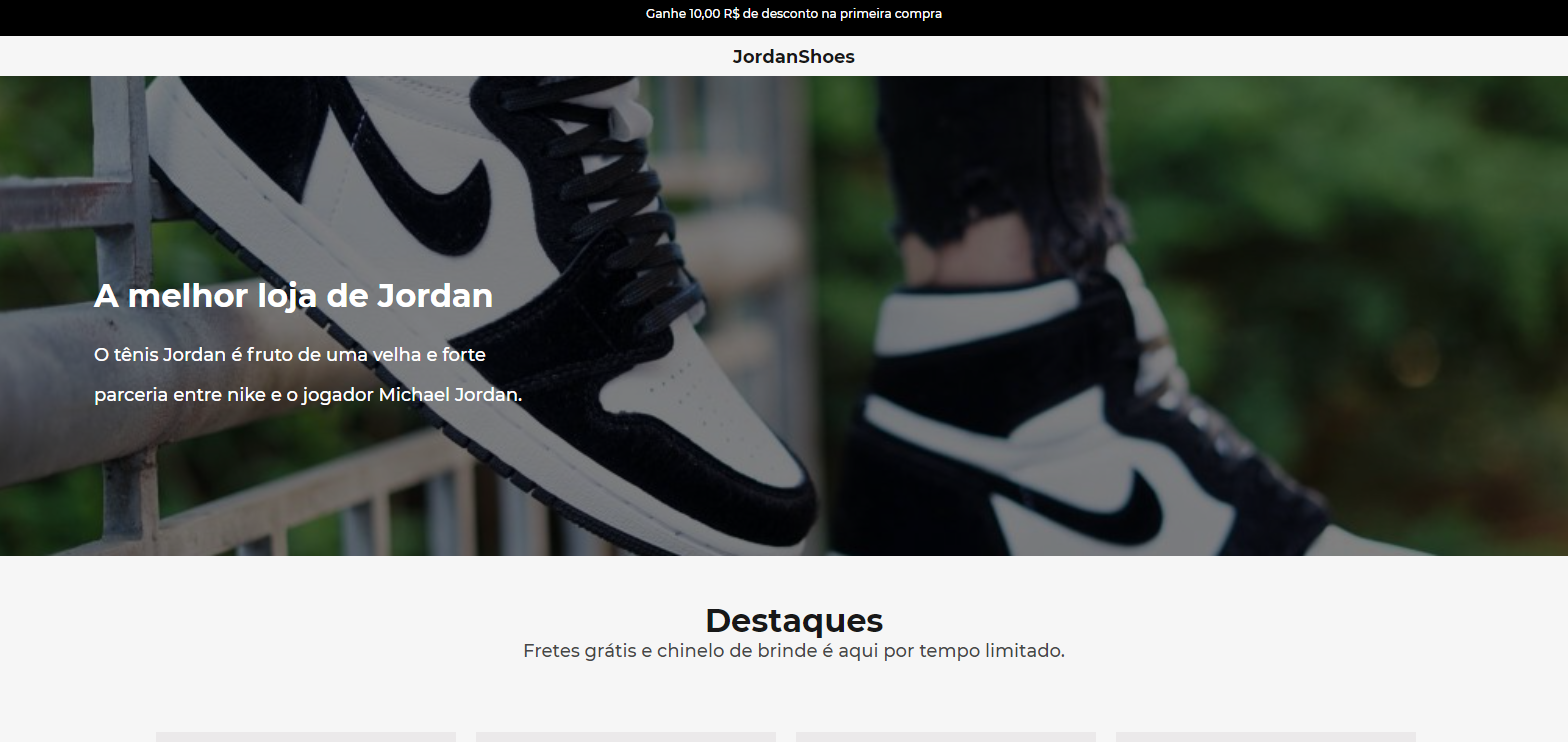 Ganhe 10,00 R$ de desconto na primeira compra
JordanShoes
A melhor loja de Jordan
O tênis Jordan é fruto de uma velha e forte
parceria entre nike e o jogador Michael Jordan.
Destaques
Fretes grátis e chinelo de brinde é aqui por tempo limitado.